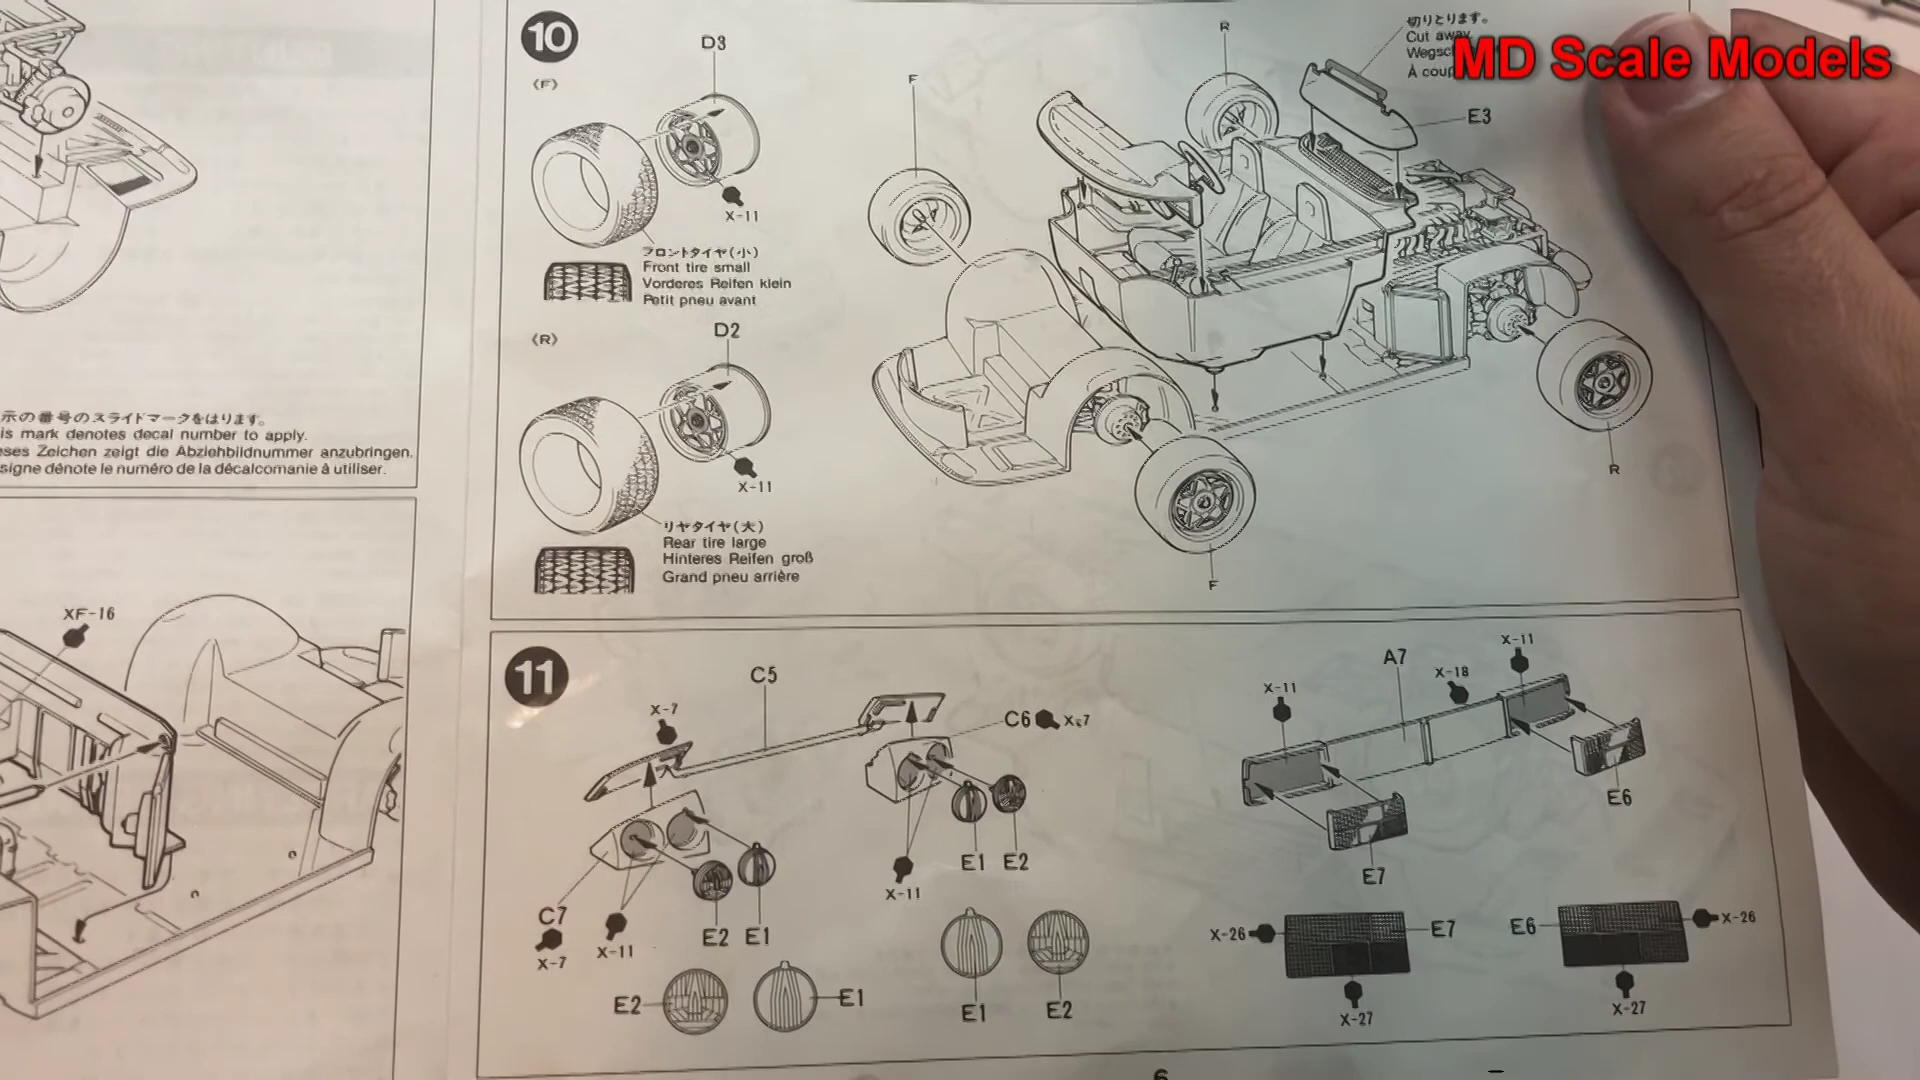 MD Scale Models
示の番号のスライドマークをはります。
is mark denotes decal number to apply.
eses Zeichen zeigt die Abziehbildnummer anzubringen.
signe dénote le numéro de la décalcomanie à utiliser.
XF-16
10
(F)
D3
X-11
フロントタイヤ(小)
Front tire small
Vorderes Reifen klein
Petit pneu avant
(R)
D2
X-11
リヤタイヤ(大)
Rear tire large
Hinteres Reifen groß
Grand pneu arrière
F
R
切りとります。
Cut away.
À coup
E3
R
F
11
C5
X-7
C6
X-7
E1 E2
X-11
C7
X-7
X-11
E2 E1
E2
E1
E1
E2
A7
X-11
X-18
X-11
E6
E7
X-26
E7
X-27
E6
X-26
X-27
6